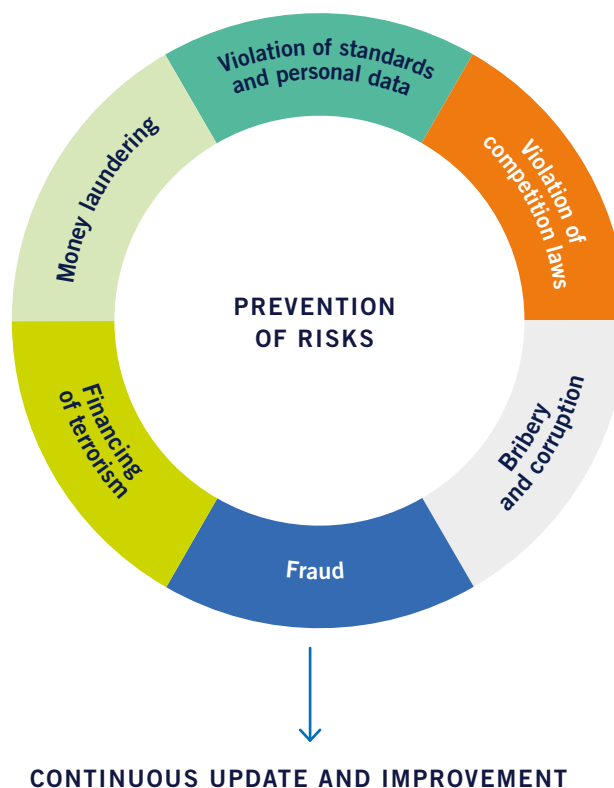 Violation of standards
and personal data
Violation of
competition laws
Bribery
and corruption
Fraud
Financing
of terrorism
Money laundering
PREVENTION
OF RISKS
CONTINUOUS UPDATE AND IMPROVEMENT